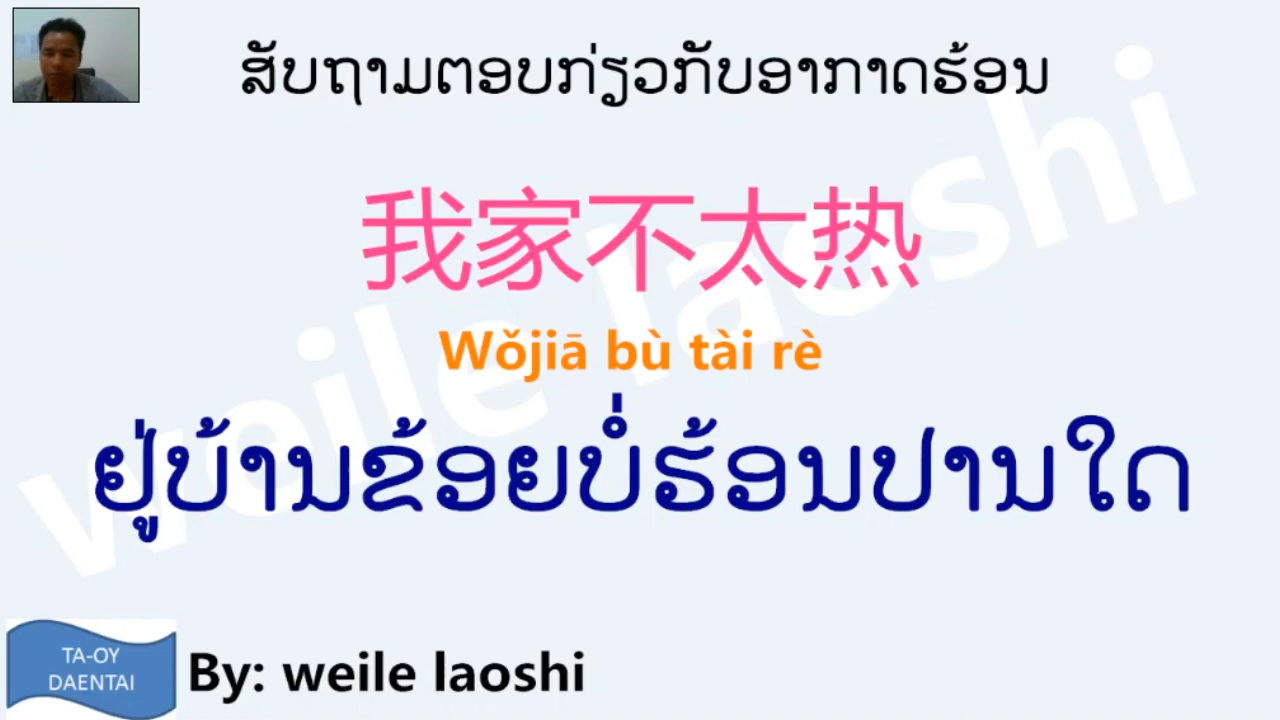 ສັບຖາມຕອບກ່ຽວກັບອາກາດຮ້ອນ
我家不太热
Wǒjiā bù tài rè
ຢູ່ບ້ານຂ້ອຍບໍ່ຮ້ອນປານໃດ
weile laoshi
TA-OY
DAENTAI
By: weile laoshi